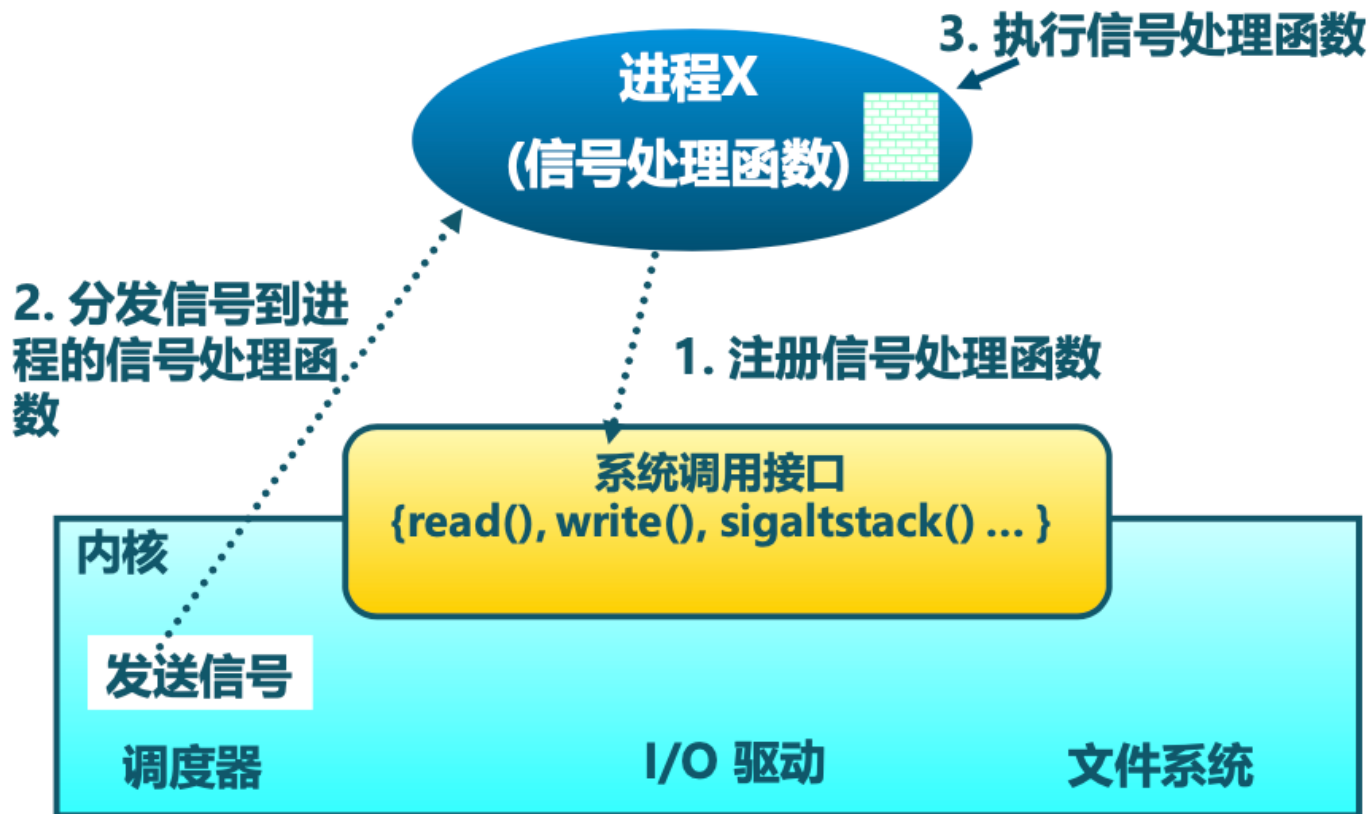 3. 执行信号处理函数
进程X
(信号处理函数)
2. 分发信号到进
程的信号处理函
数
1. 注册信号处理函数
系统调用接口
{read(), write(), sigaltstack() ... }
内核
发送信号
调度器
I/O 驱动
文件系统